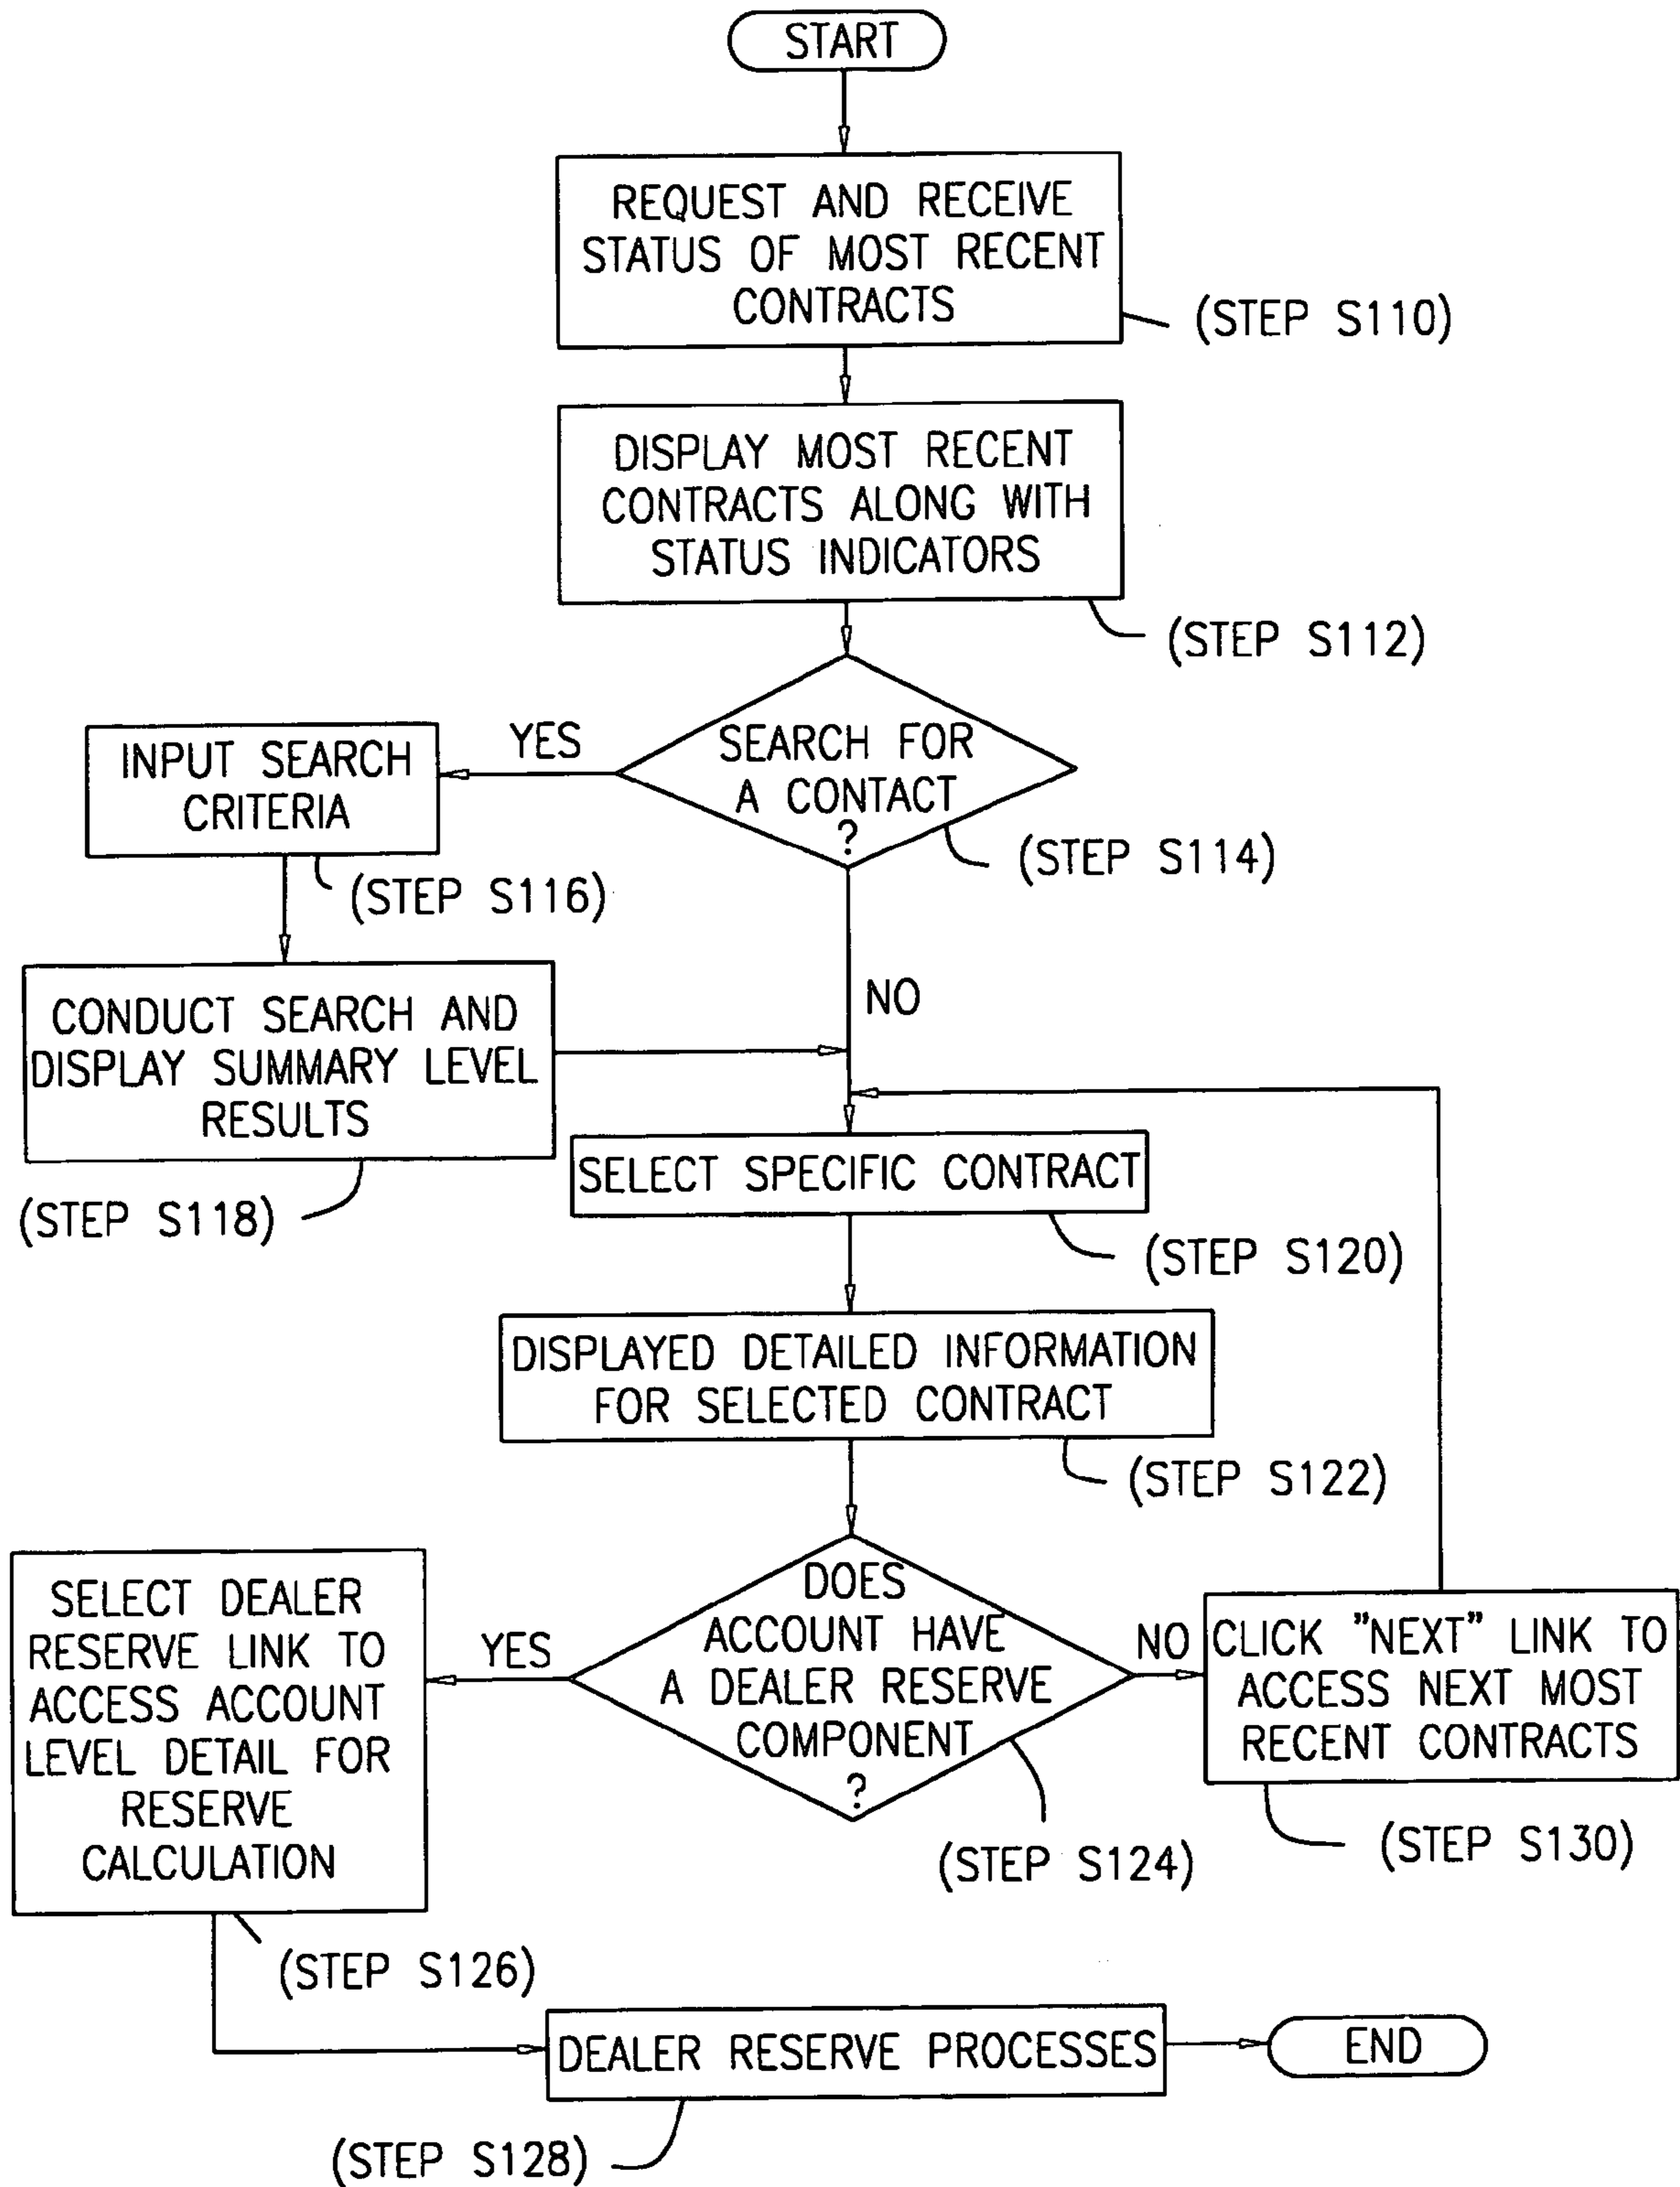 START
REQUEST AND RECEIVE
STATUS OF MOST RECENT
CONTRACTS
(STEP S110)
DISPLAY MOST RECENT
CONTRACTS ALONG WITH
STATUS INDICATORS
(STEP S112)
SEARCH FOR
A CONTACT
?
(STEP S114)
YES
INPUT SEARCH
CRITERIA
(STEP S116)
CONDUCT SEARCH AND
DISPLAY SUMMARY LEVEL
RESULTS
(STEP S118)
NO
SELECT SPECIFIC CONTRACT
(STEP S120)
DISPLAYED DETAILED INFORMATION
FOR SELECTED CONTRACT
(STEP S122)
DOES
ACCOUNT HAVE
A DEALER RESERVE
COMPONENT
?
(STEP S124)
YES
SELECT DEALER
RESERVE LINK TO
ACCESS ACCOUNT
LEVEL DETAIL FOR
RESERVE
CALCULATION
(STEP S126)
NO
CLICK "NEXT" LINK TO
ACCESS NEXT MOST
RECENT CONTRACTS
(STEP S130)
DEALER RESERVE PROCESSES
(STEP S128)
END